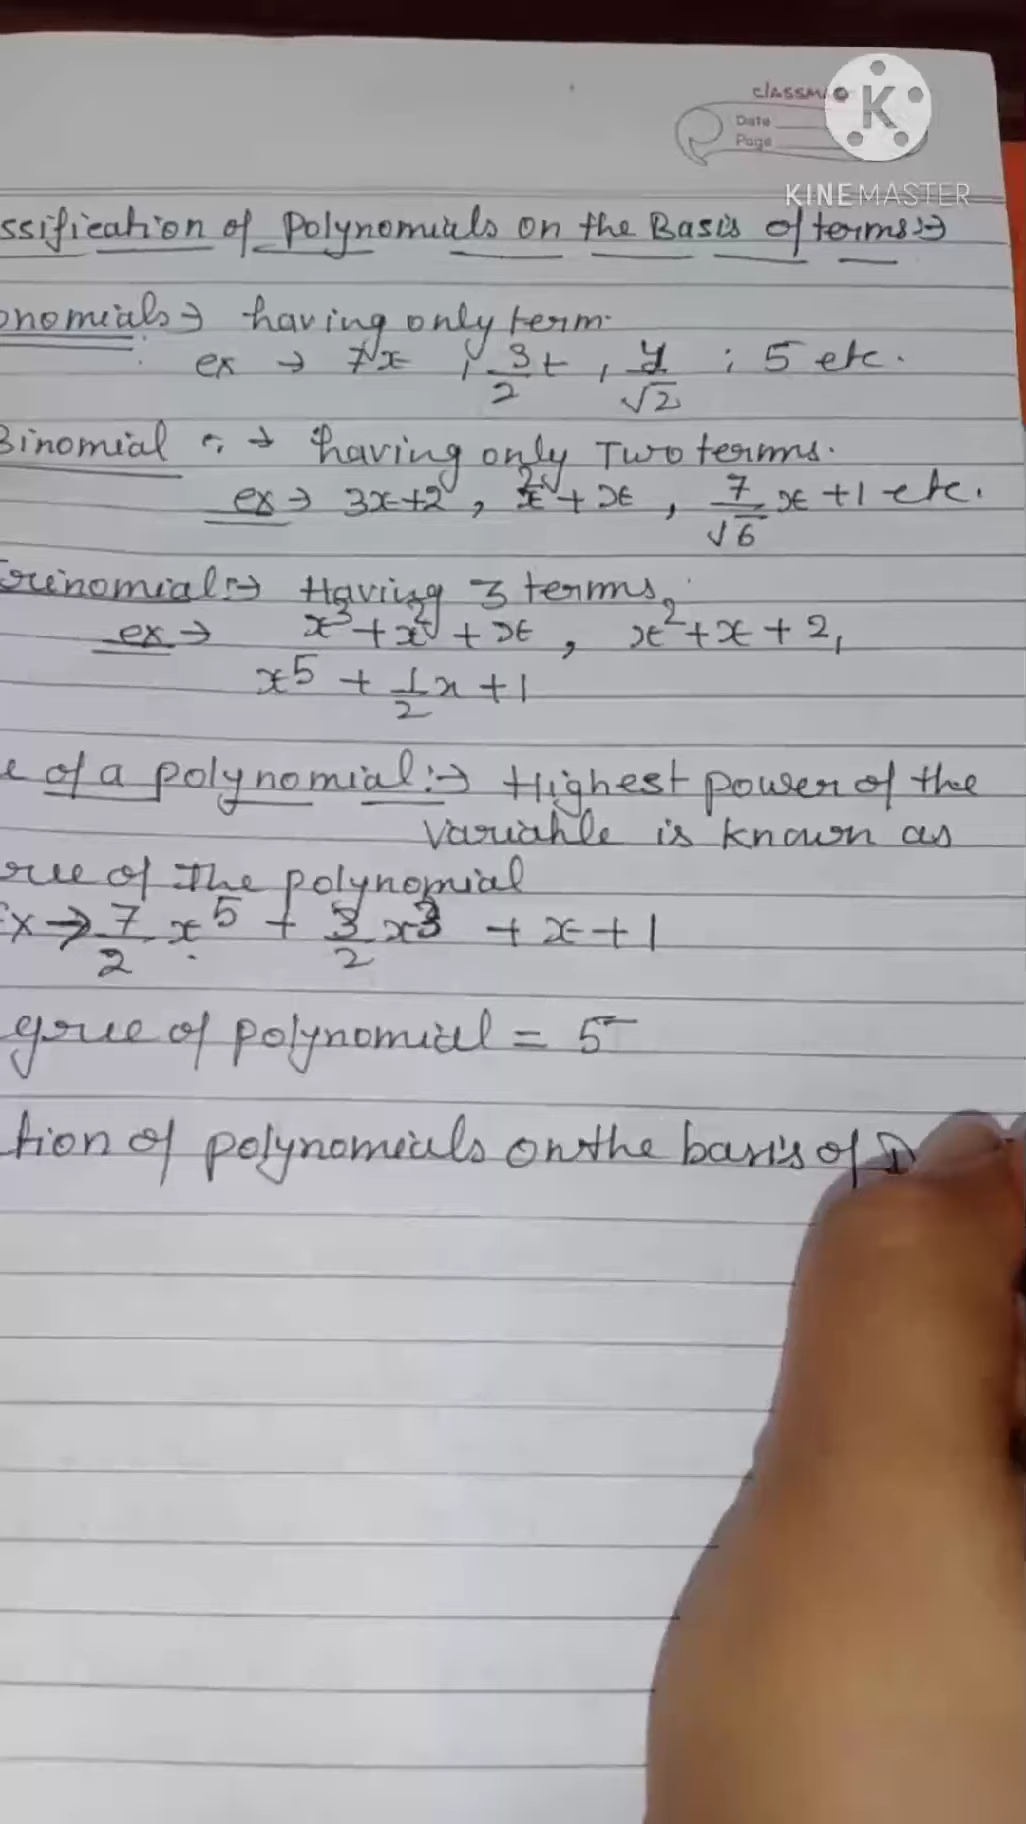 classm
Date
Page
K
KINEMASTER
ssification of Polynomials on the Basis of terms:→
onomials → having only term.
ex → 7x , 3/2 t , y/√2 ; 5 etc.
Binomial :→ having only Two terms.
ex → 3x+2 , x²+x , 7/√6 x +1 etc.
Trinomial:→ Having 3 terms.
ex → x³+x²+x , x²+x+2,
x⁵ + 1/2 x + 1
e of a polynomial:→ Highest power of the
variable is known as
ree of the polynomial
Ex → 7/2 x⁵ + 3/2 x³ + x + 1
gree of polynomial = 5
tion of polynomials on the basis of D